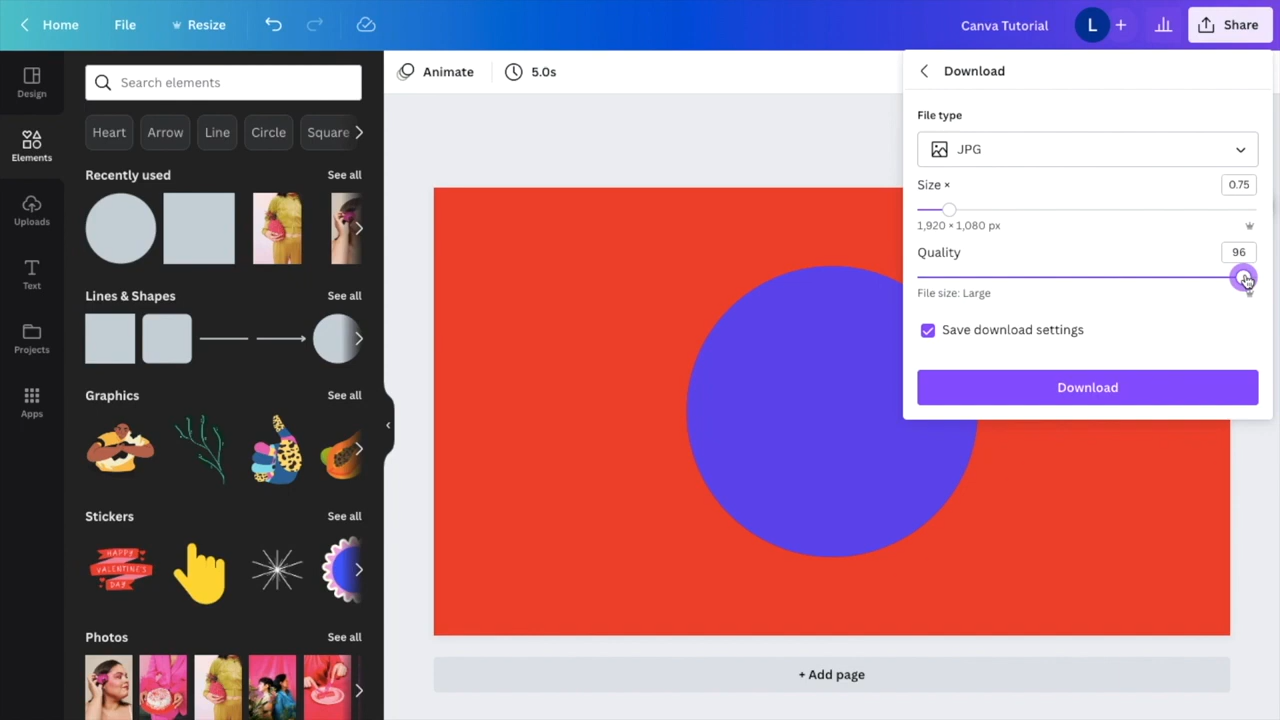 Home
File
Resize
Canva Tutorial
L
+
Share
Design
Elements
Uploads
Text
Projects
Apps
Search elements
Heart
Arrow
Line
Circle
Square
Recently used
See all
Lines & Shapes
See all
Graphics
See all
Stickers
See all
HAPPY
VALENTINE'S
DAY
Photos
See all
Animate
5.0s
+ Add page
Download
File type
JPG
Size ×
0.75
1,920 × 1,080 px
Quality
96
File size: Large
Save download settings
Download